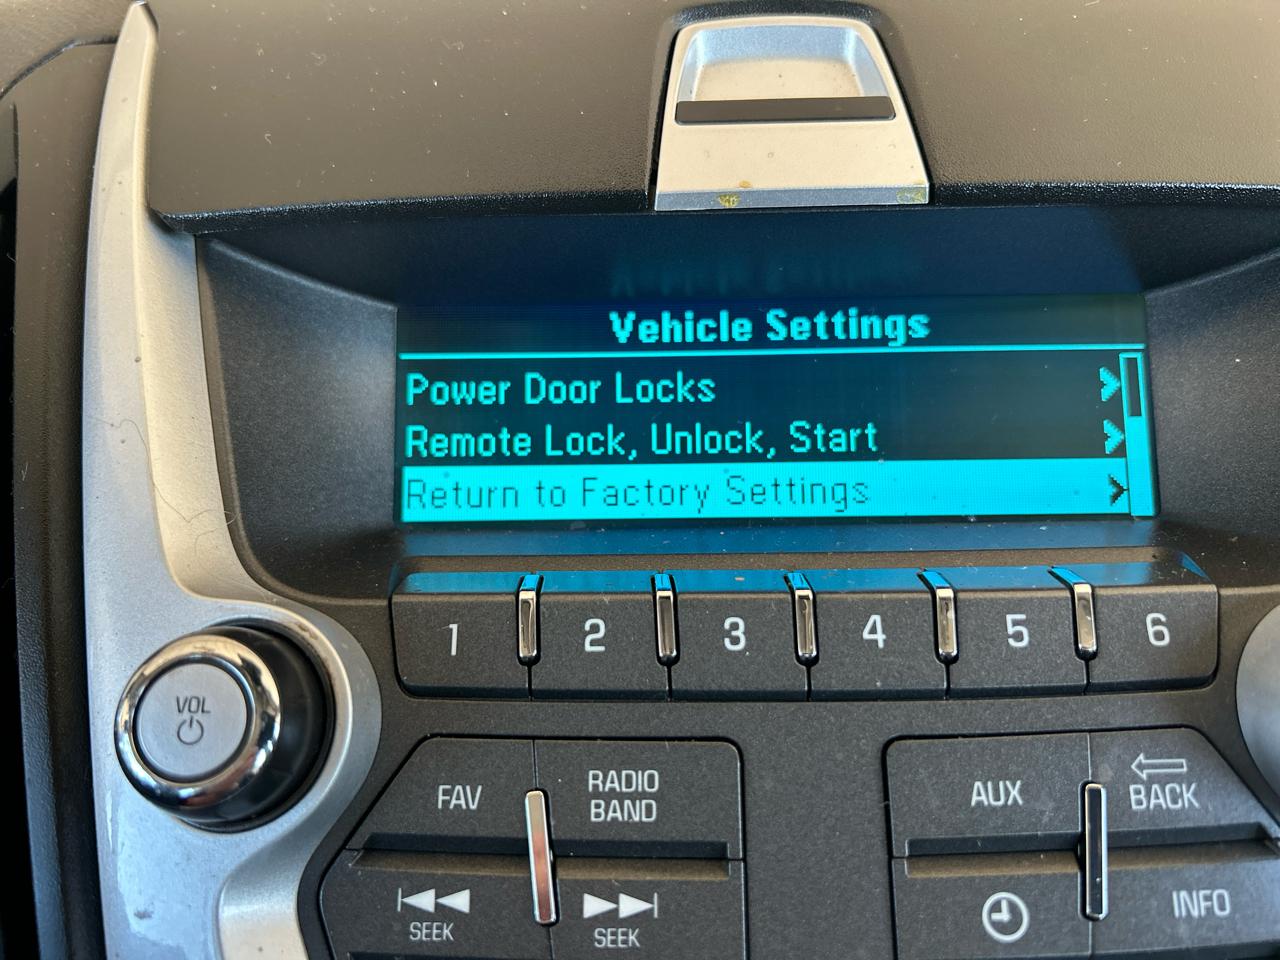 Vehicle Settings
Power Door Locks
Remote Lock, Unlock, Start
Return to Factory Settings
1 2 3 4 5 6
VOL
FAV
RADIO
BAND
AUX
BACK
SEEK
SEEK
INFO